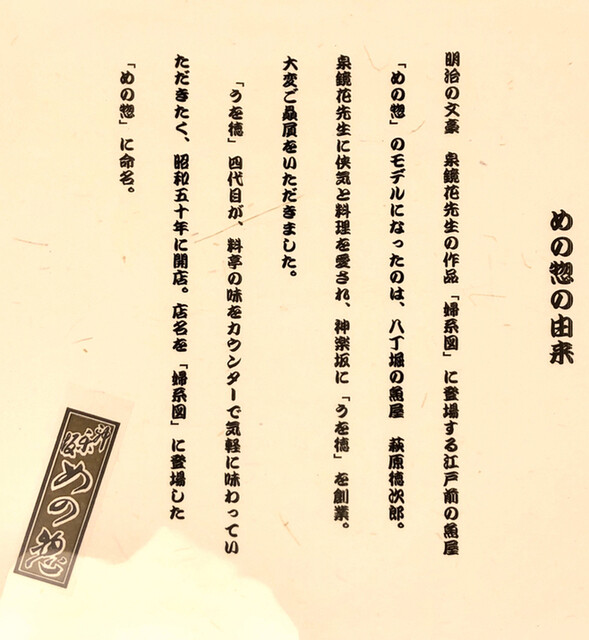 めの惣の由来
明治の文豪　泉鏡花先生の作品「婦系図」に登場する江戸前の魚屋
「めの惣」のモデルになったのは、八丁堀の魚屋　萩原徳次郎。
泉鏡花先生に侠気と料理を愛され、神楽坂に「うを徳」を創業。
大変ご贔屓をいただきました。
「うを徳」四代目が、料亭の味をカウンターで気軽に味わってい
ただきたく、昭和五十年に開店。店名を「婦系図」に登場した
「めの惣」に命名。
神楽坂
めの惣